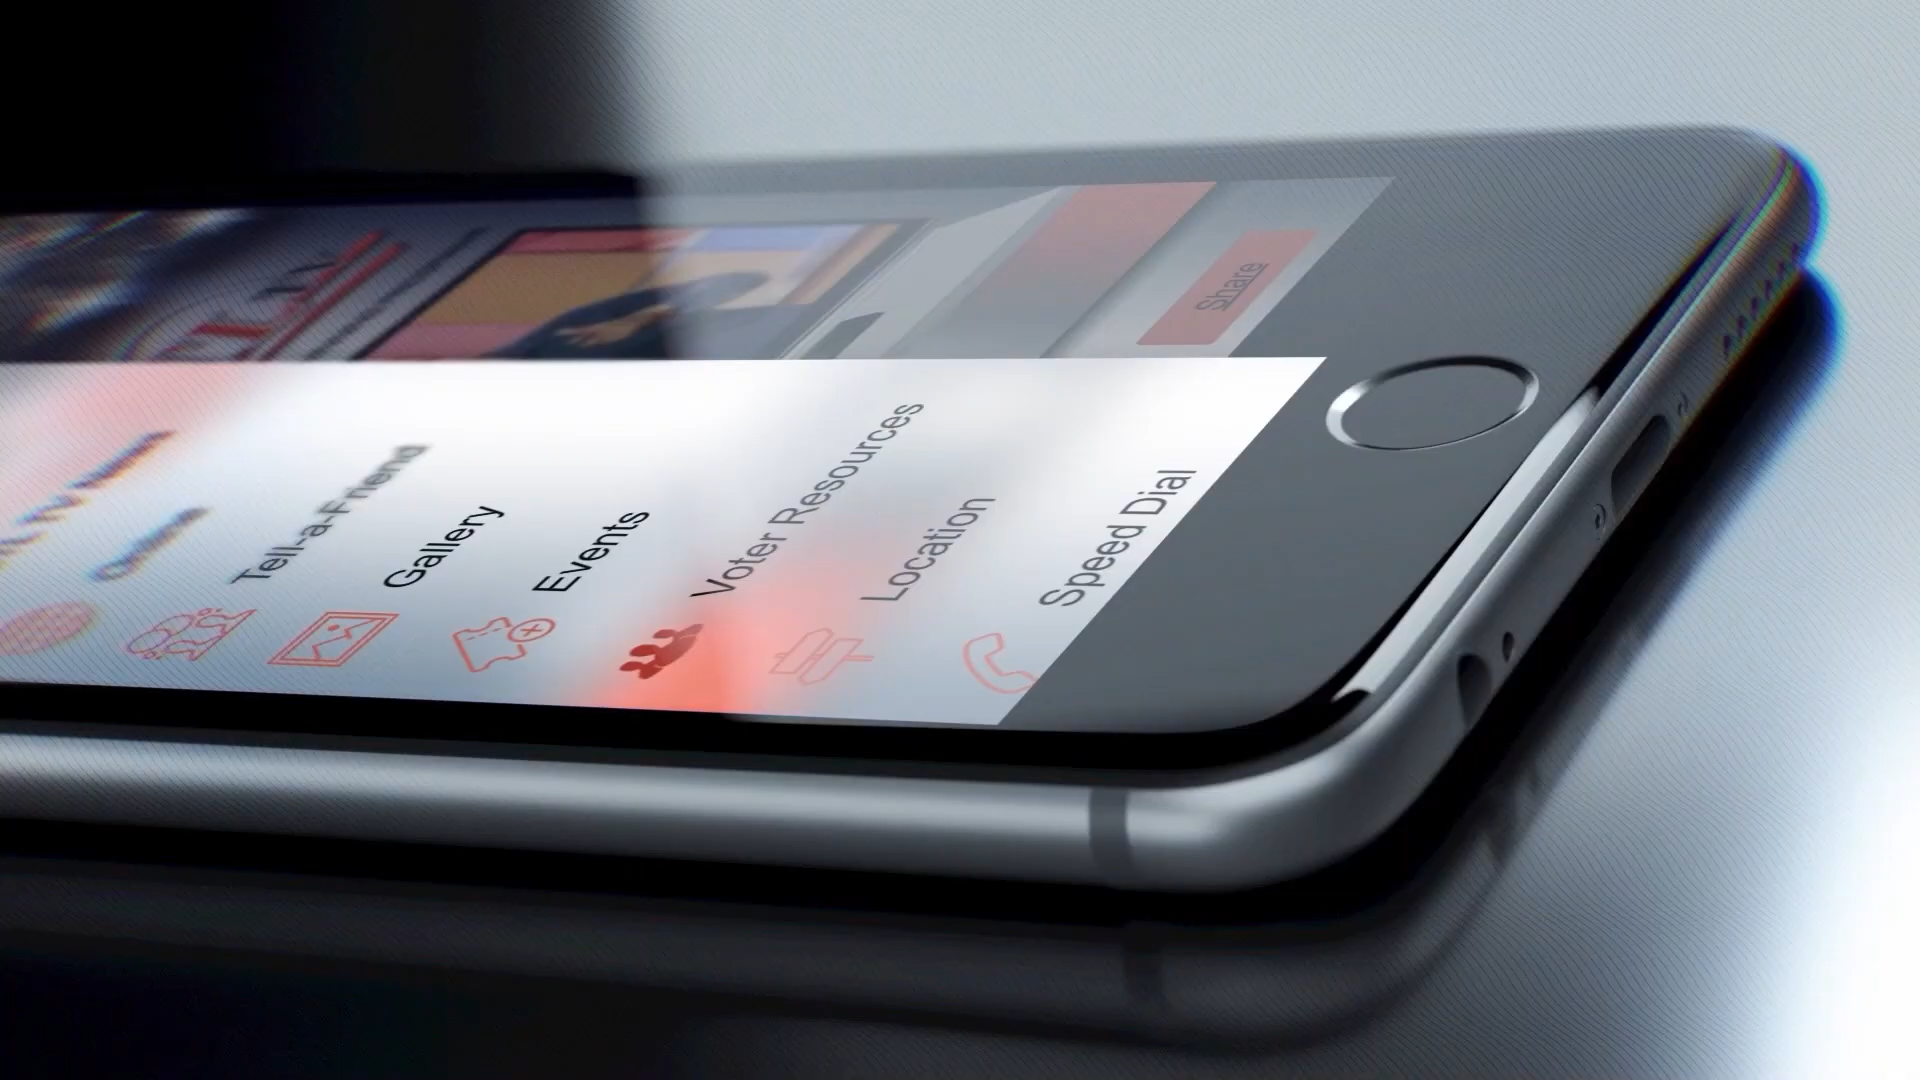 Share
Tell-a-Friend
Gallery
Events
Voter Resources
Location
Speed Dial